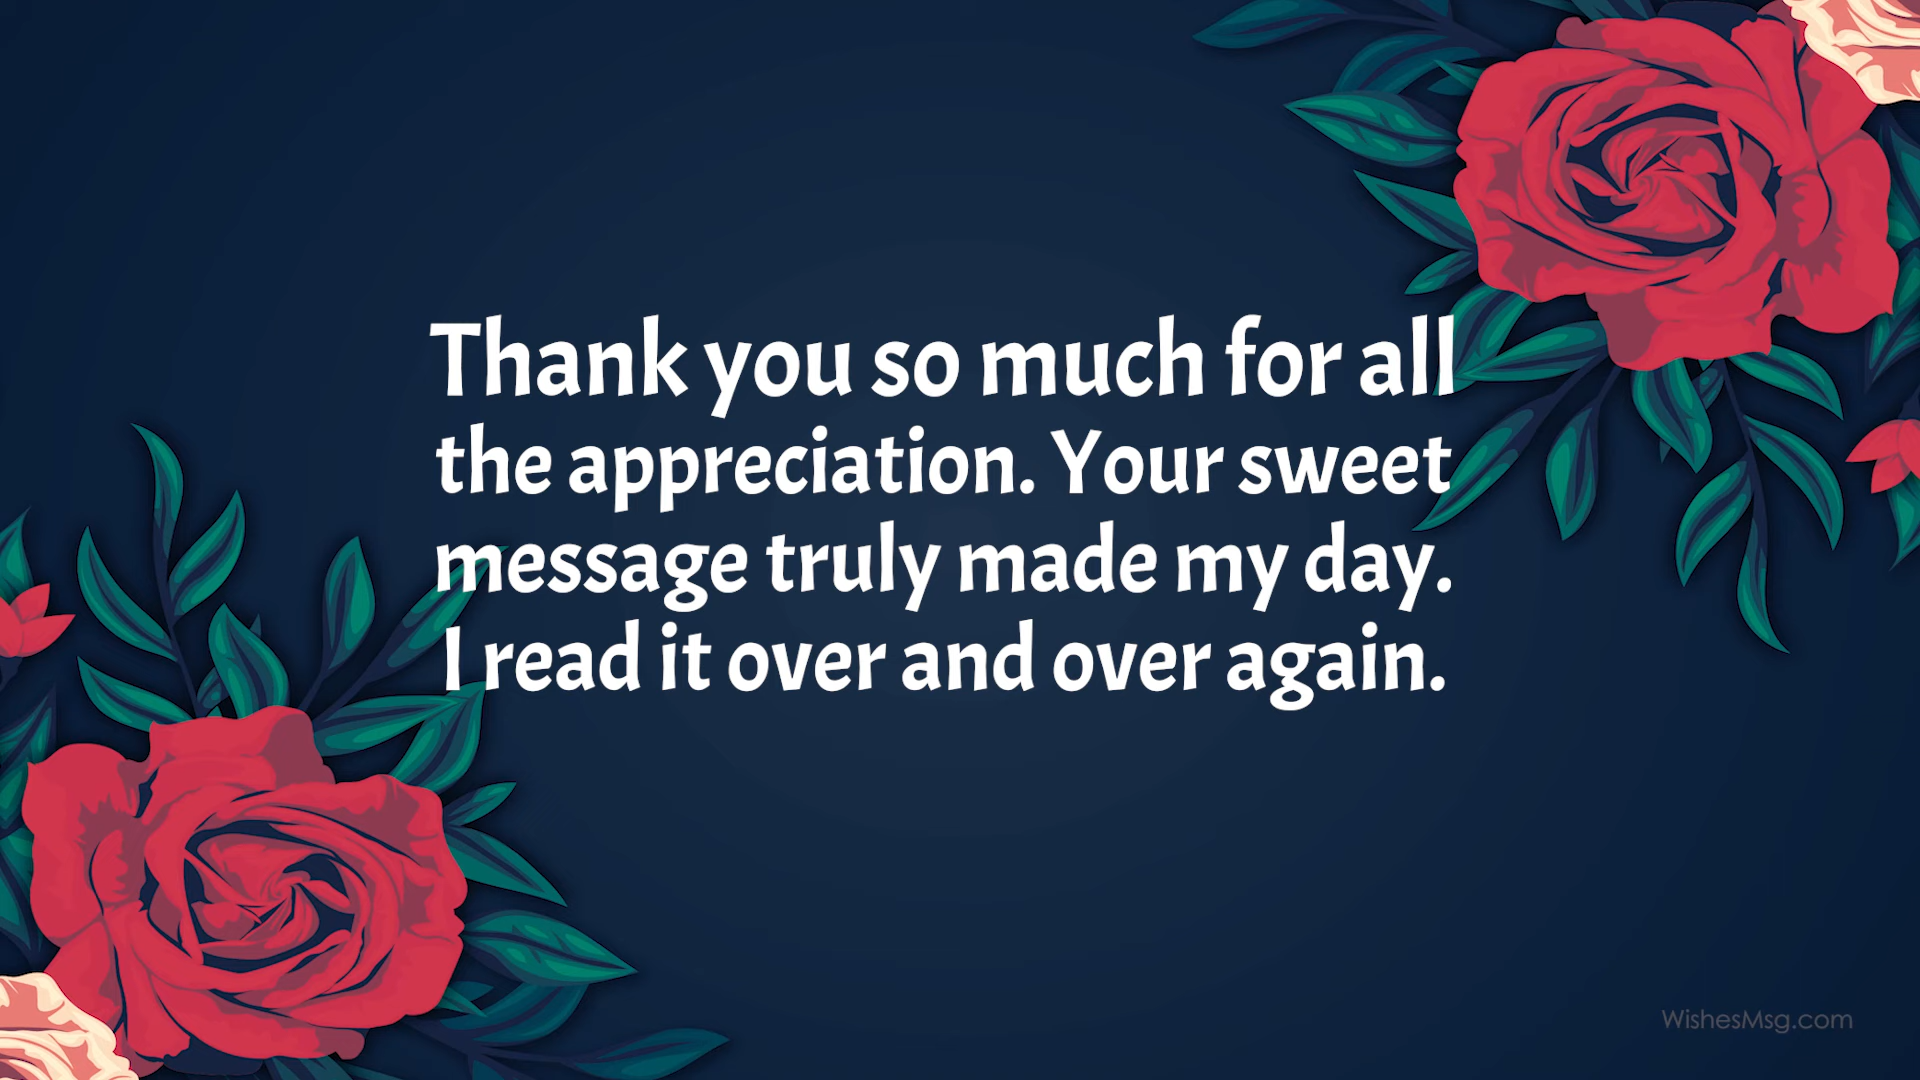 Thank you so much for all
the appreciation. Your sweet
message truly made my day.
I read it over and over again.
WishesMsg.com